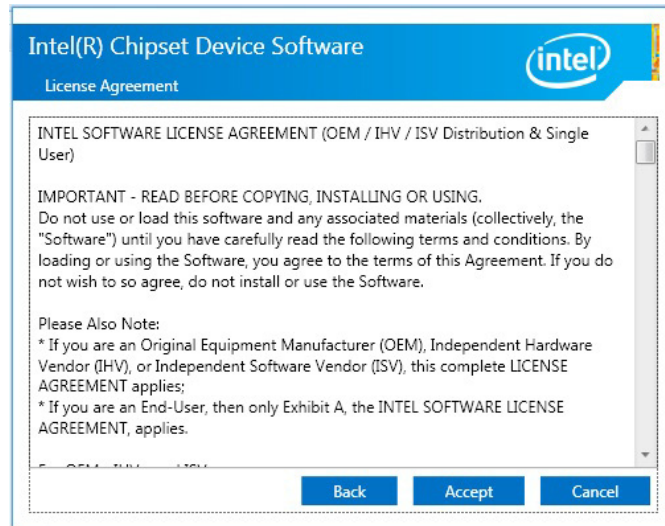 Intel(R) Chipset Device Software
intel
License Agreement
INTEL SOFTWARE LICENSE AGREEMENT (OEM / IHV / ISV Distribution & Single
User)
IMPORTANT - READ BEFORE COPYING, INSTALLING OR USING.
Do not use or load this software and any associated materials (collectively, the
"Software") until you have carefully read the following terms and conditions. By
loading or using the Software, you agree to the terms of this Agreement. If you do
not wish to so agree, do not install or use the Software.
Please Also Note:
* If you are an Original Equipment Manufacturer (OEM), Independent Hardware
Vendor (IHV), or Independent Software Vendor (ISV), this complete LICENSE
AGREEMENT applies;
* If you are an End-User, then only Exhibit A, the INTEL SOFTWARE LICENSE
AGREEMENT, applies.
Back Accept Cancel